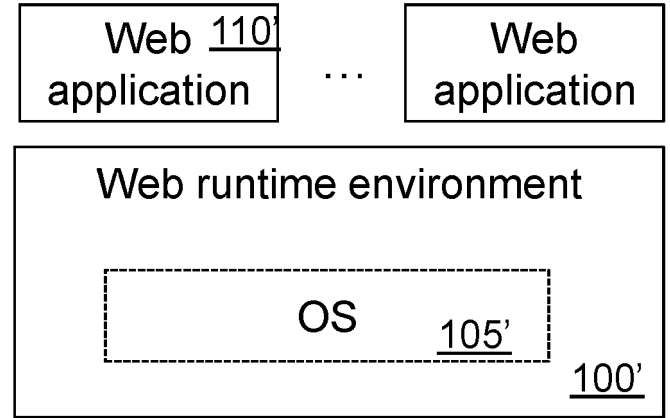 Web 110’
application
...
Web
application
Web runtime environment
OS
105’
100’